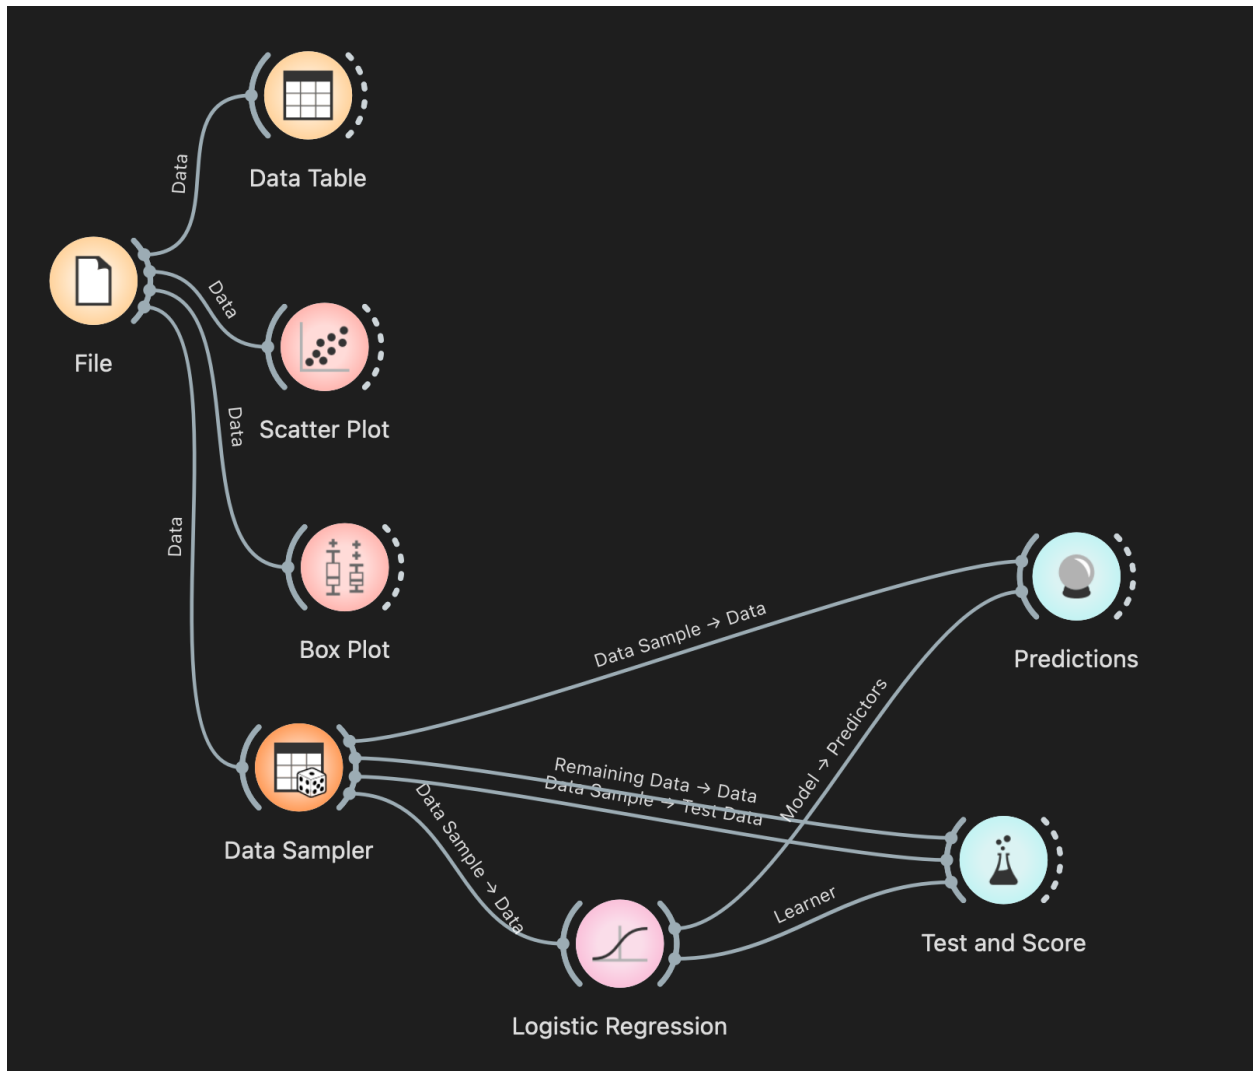 Data Table
Data
File
Data
Scatter Plot
Data
Data
Box Plot
Data Sample → Data
Predictions
Model → Predictors
Remaining Data → Data
Data Sample → Test Data
Data Sampler
Data Sample → Data
Learner
Test and Score
Logistic Regression